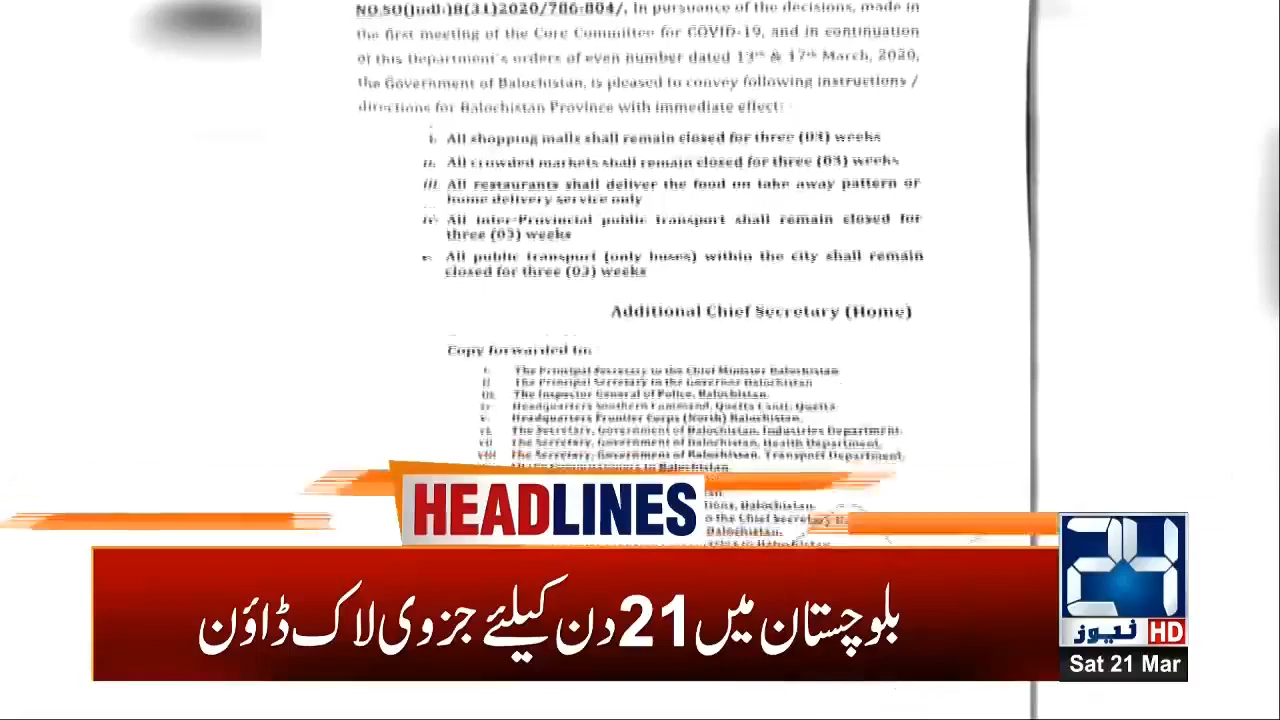 NO.SO(Judl-)8(31)2020/786-804/, in pursuance of the decisions, made in
the first meeting of the Core Committee for COVID-19, and in continuation
of this Department's orders of even number dated 13th & 17th March, 2020,
the Government of Balochistan, is pleased to convey following instructions /
directions for Balochistan Province with immediate effect:
i. All shopping malls shall remain closed for three (03) weeks
ii. All crowded markets shall remain closed for three (03) weeks
iii. All restaurants shall deliver the food on take away pattern or
home delivery service only
iv. All Inter-Provincial public transport shall remain closed for
three (03) weeks
v. All public transport (only buses) within the city shall remain
closed for three (03) weeks
Additional Chief Secretary (Home)
Copy forwarded to:
i. The Principal Secretary to the Chief Minister Balochistan
ii. The Principal Secretary to the Governor Balochistan
iii. The Inspector General of Police, Balochistan.
iv. Headquarters Southern Command, Quetta Cantt, Quetta
v. Headquarters Frontier Corps (North) Balochistan.
vi. The Secretary, Government of Balochistan, Industries Department.
vii. The Secretary, Government of Balochistan, Health Department.
viii. The Secretary, Government of Balochistan, Transport Department.
Balochistan.
Balochistan.
the Chief Secretary
Balochistan.
HEADLINES
بلوچستان میں 21 دن کیلئے جزوی لاک ڈاؤن
24
نیوز HD
Sat 21 Mar